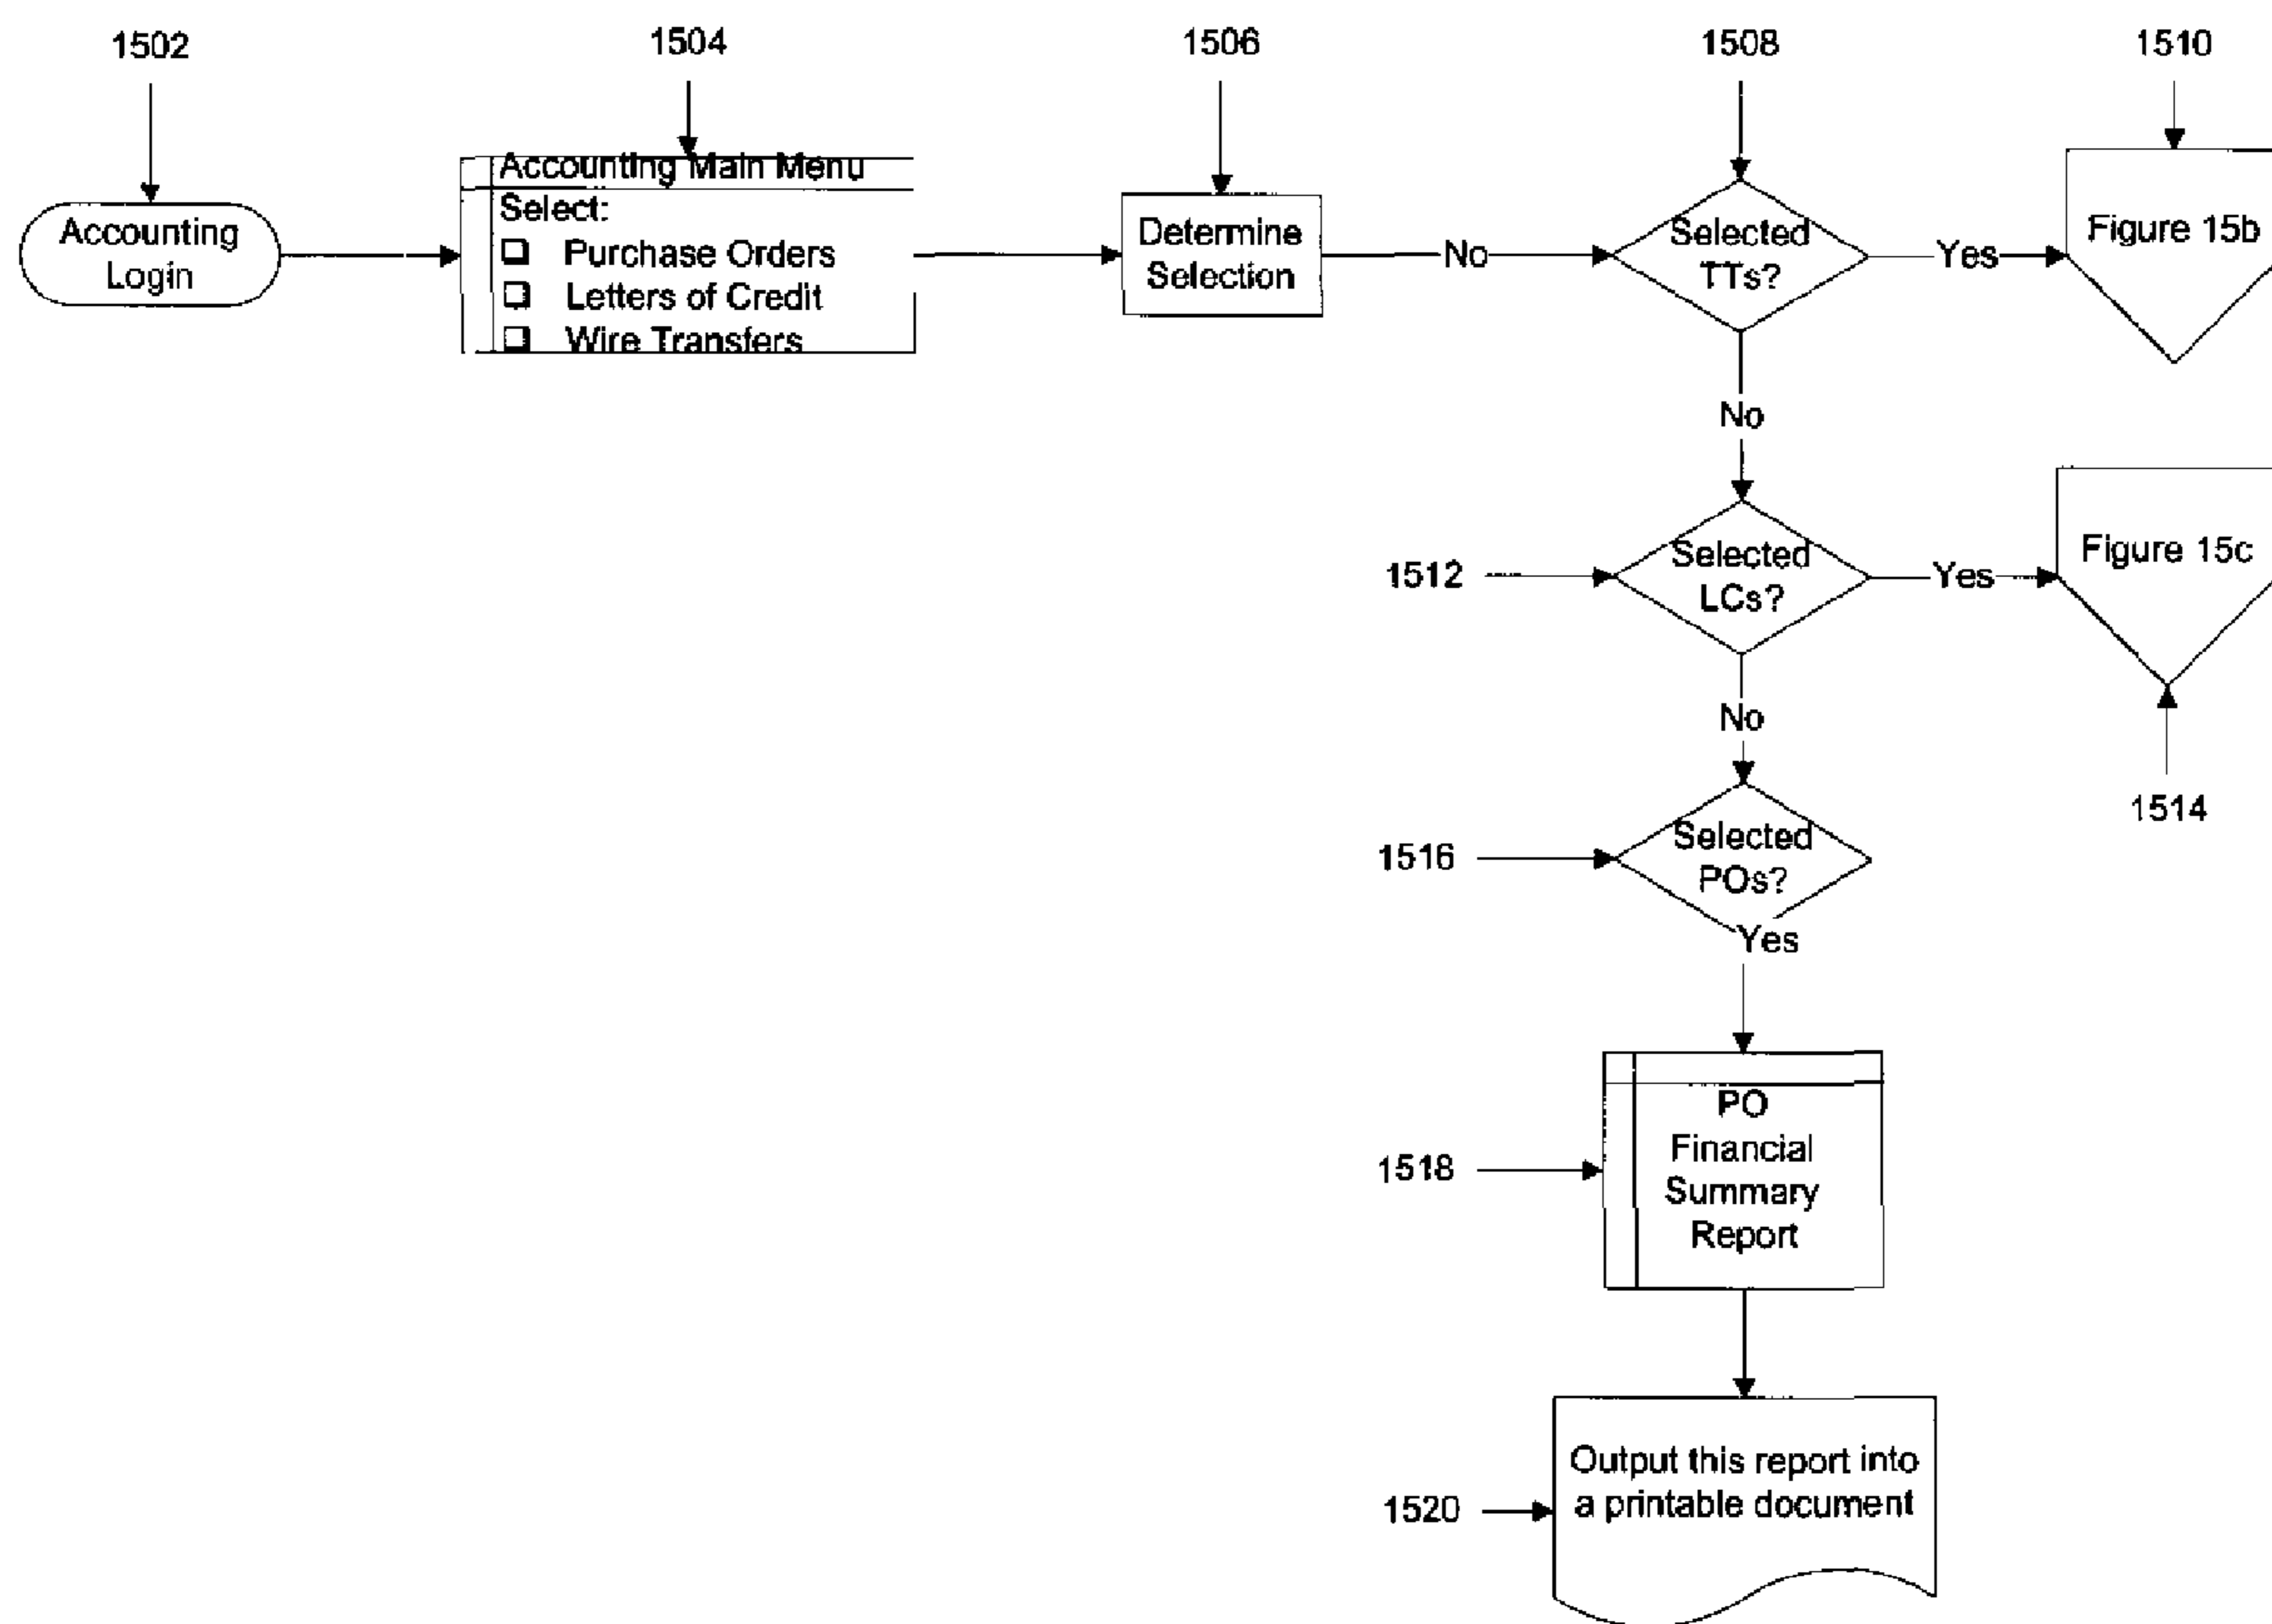 1502
1504
1506
1508
1510
Accounting
Login
Accounting Main Menu
Select:
Purchase Orders
Letters of Credit
Wire Transfers
Determine
Selection
No
Selected
TTs?
Yes
Figure 15b
No
1512
Selected
LCs?
Yes
Figure 15c
1514
No
1516
Selected
POs?
Yes
1518
PO
Financial
Summary
Report
1520
Output this report into
a printable document